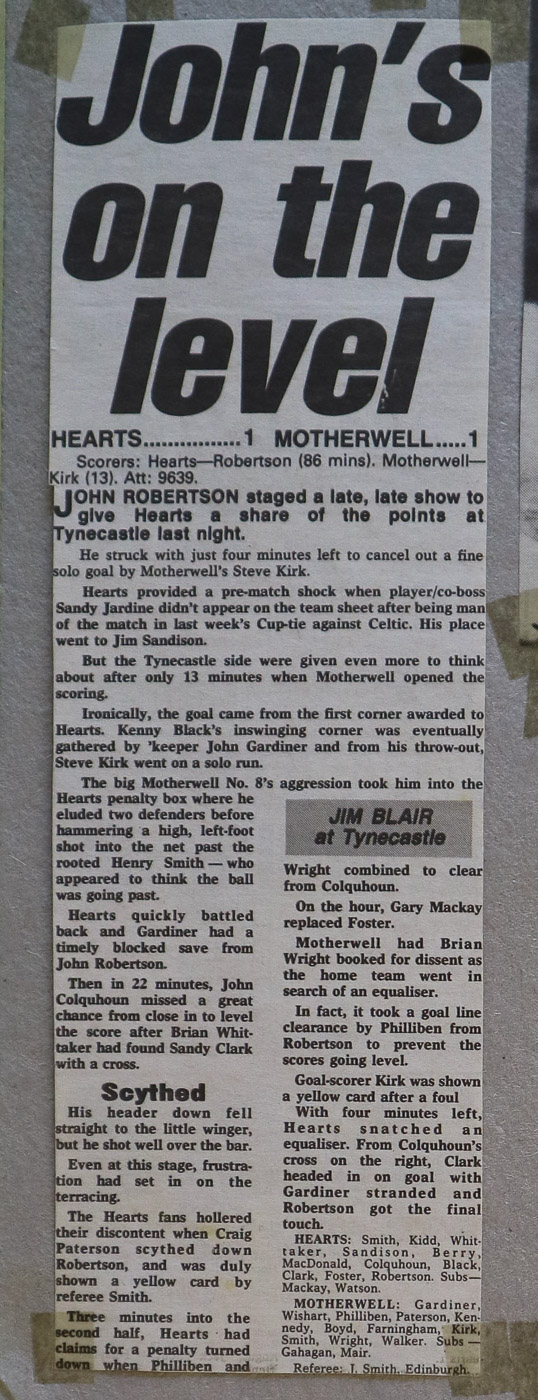 John's
on the
level
HEARTS................1 MOTHERWELL.....1
Scorers: Hearts—Robertson (86 mins). Motherwell—
Kirk (13). Att: 9639.
JOHN ROBERTSON staged a late, late show to
give Hearts a share of the points at
Tynecastle last night.
He struck with just four minutes left to cancel out a fine
solo goal by Motherwell's Steve Kirk.
Hearts provided a pre-match shock when player/co-boss
Sandy Jardine didn't appear on the team sheet after being man
of the match in last week's Cup-tie against Celtic. His place
went to Jim Sandison.
But the Tynecastle side were given even more to think
about after only 13 minutes when Motherwell opened the
scoring.
Ironically, the goal came from the first corner awarded to
Hearts. Kenny Black's inswinging corner was eventually
gathered by 'keeper John Gardiner and from his throw-out,
Steve Kirk went on a solo run.
The big Motherwell No. 8's aggression took him into the
Hearts penalty box where he
eluded two defenders before
hammering a high, left-foot
shot into the net past the
rooted Henry Smith — who
appeared to think the ball
was going past.
Hearts quickly battled
back and Gardiner had a
timely blocked save from
John Robertson.
Then in 22 minutes, John
Colquhoun missed a great
chance from close in to level
the score after Brian Whit-
taker had found Sandy Clark
with a cross.
Scythed
His header down fell
straight to the little winger,
but he shot well over the bar.
Even at this stage, frustra-
tion had set in on the
terracing.
The Hearts fans hollered
their discontent when Craig
Paterson scythed down
Robertson, and was duly
shown a yellow card by
referee Smith.
Three minutes into the
second half, Hearts had
claims for a penalty turned
down when Philliben and
JIM BLAIR
at Tynecastle
Wright combined to clear
from Colquhoun.
On the hour, Gary Mackay
replaced Foster.
Motherwell had Brian
Wright booked for dissent as
the home team went in
search of an equaliser.
In fact, it took a goal line
clearance by Philliben from
Robertson to prevent the
scores going level.
Goal-scorer Kirk was shown
a yellow card after a foul
With four minutes left,
Hearts snatched an
equaliser. From Colquhoun's
cross on the right, Clark
headed in on goal with
Gardiner stranded and
Robertson got the final
touch.
HEARTS: Smith, Kidd, Whit-
taker, Sandison, Berry,
MacDonald, Colquhoun, Black,
Clark, Foster, Robertson. Subs—
Mackay, Watson.
MOTHERWELL: Gardiner,
Wishart, Philliben, Paterson, Ken-
nedy, Boyd, Farningham, Kirk,
Smith, Wright, Walker. Subs —
Gahagan, Mair.
Referee: J. Smith, Edinburgh.